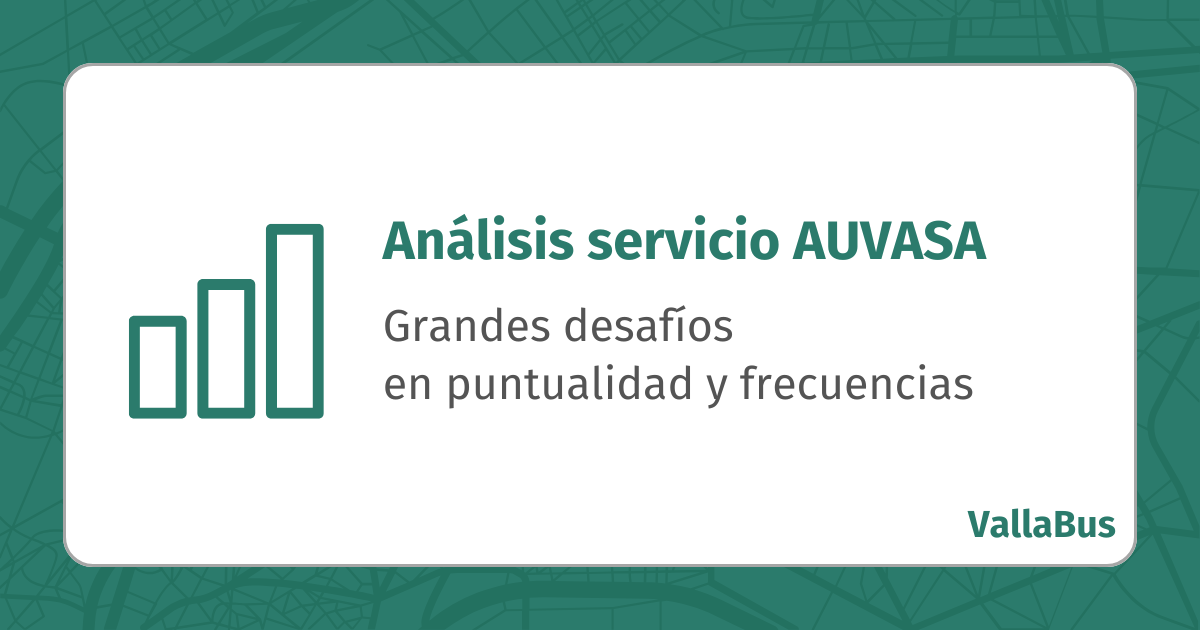 Análisis servicio AUVASA
Grandes desafíos
en puntualidad y frecuencias
VallaBus